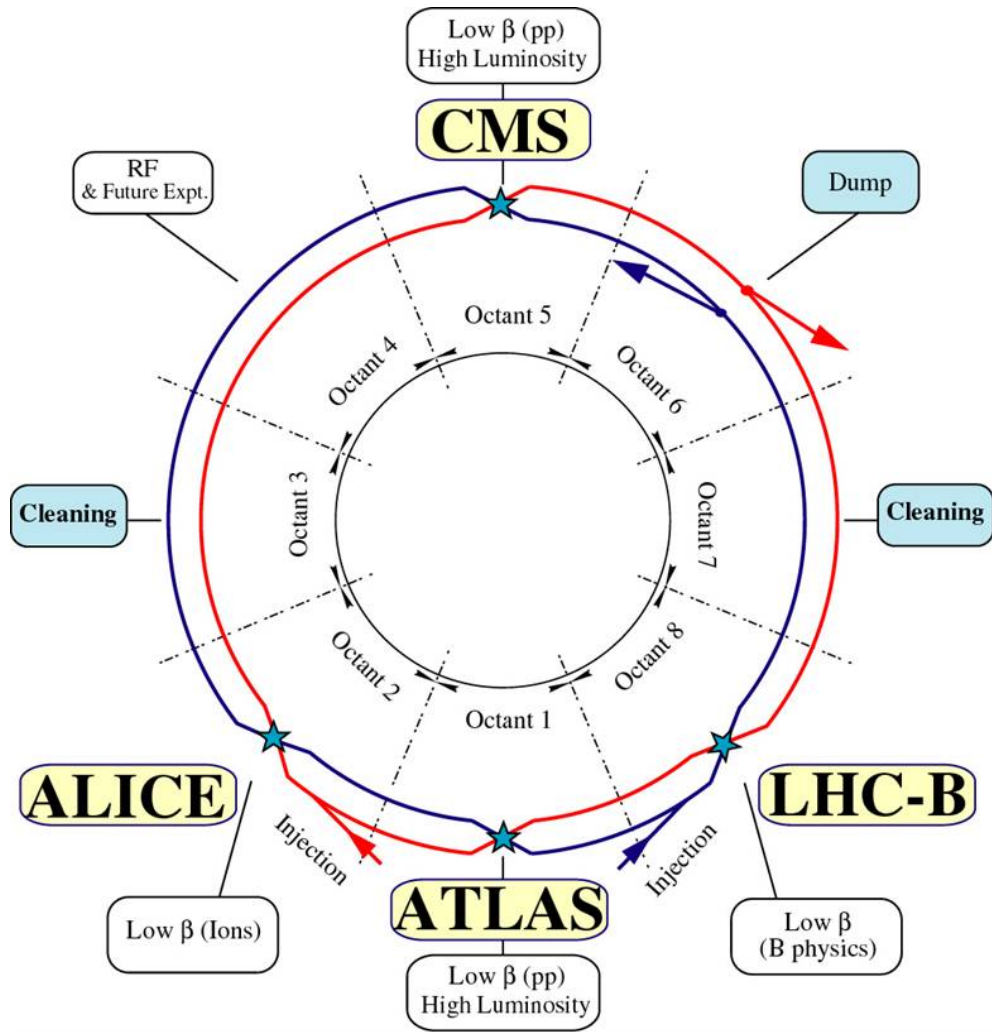 Low β (pp)
High Luminosity
CMS
RF
& Future Expt.
Dump
Octant 5
Octant 4
Octant 6
Cleaning
Octant 3
Octant 7
Cleaning
Octant 2
Octant 8
Octant 1
ALICE
LHC-B
Injection
Injection
ATLAS
Low β (Ions)
Low β
(B physics)
Low β (pp)
High Luminosity